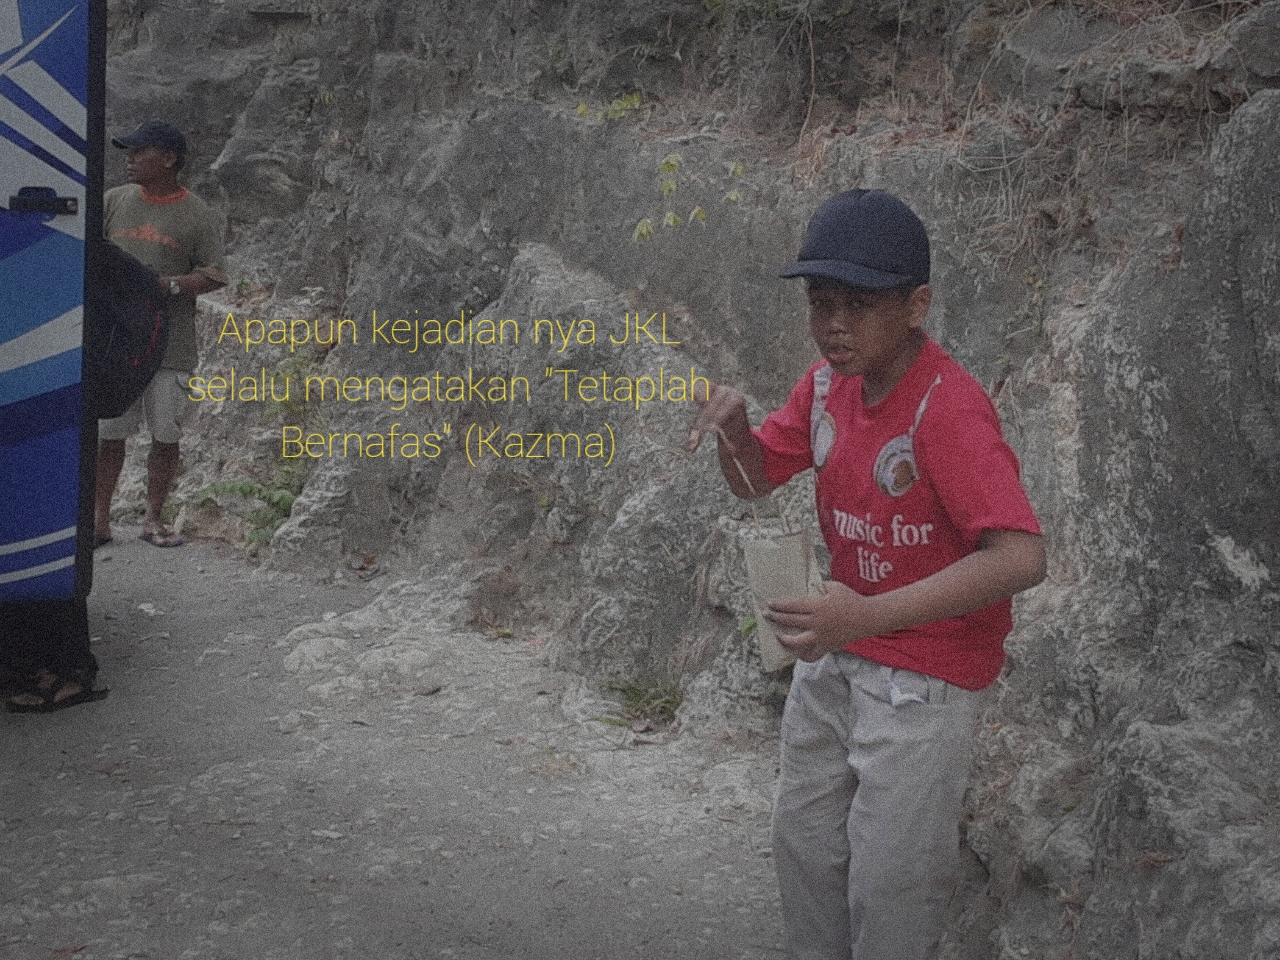 Apapun kejadian nya JKL
selalu mengatakan "Tetaplah
Bernafas" (Kazma)
music for
life